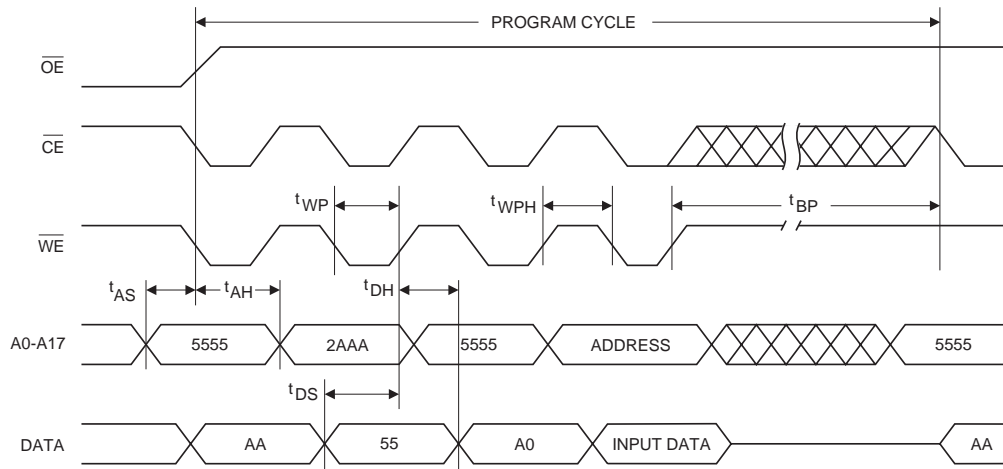 PROGRAM CYCLE
OE
CE
tWP
tWPH
tBP
WE
tAS
tAH
tDH
A0-A17
5555
2AAA
5555
ADDRESS
5555
tDS
DATA
AA
55
A0
INPUT DATA
AA